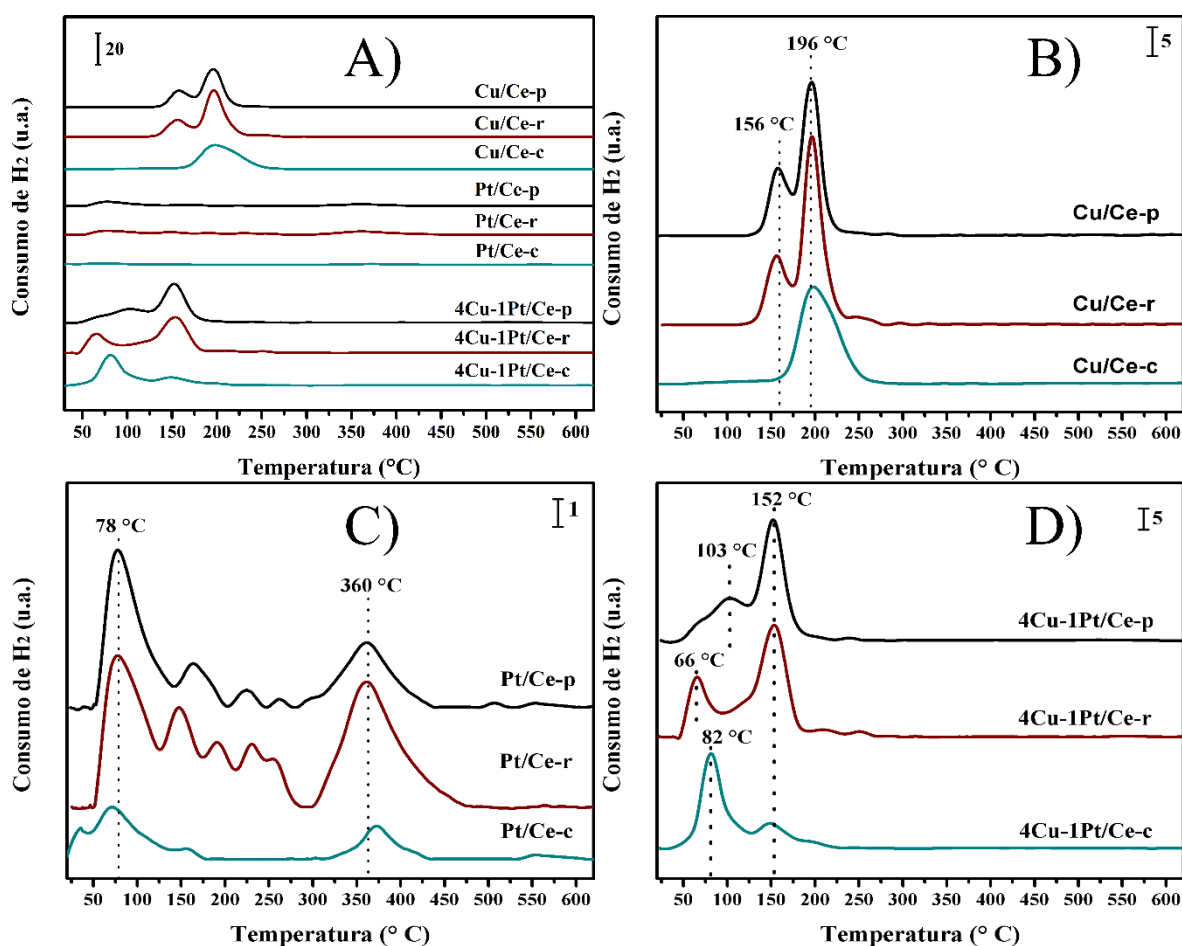 20
A)
Cu/Ce-p
Cu/Ce-r
Cu/Ce-c
Pt/Ce-p
Pt/Ce-r
Pt/Ce-c
4Cu-1Pt/Ce-p
4Cu-1Pt/Ce-r
4Cu-1Pt/Ce-c
Consumo de H2 (u.a.)
50 100 150 200 250 300 350 400 450 500 550 600
Temperatura (°C)
196 °C
5
B)
156 °C
Cu/Ce-p
Cu/Ce-r
Cu/Ce-c
Consumo de H2 (u.a.)
50 100 150 200 250 300 350 400 450 500 550 600
Temperatura (° C)
78 °C
C)
1
360 °C
Pt/Ce-p
Pt/Ce-r
Pt/Ce-c
Consumo de H2 (u.a.)
50 100 150 200 250 300 350 400 450 500 550 600
Temperatura (° C)
152 °C
D)
5
103 °C
4Cu-1Pt/Ce-p
66 °C
4Cu-1Pt/Ce-r
82 °C
4Cu-1Pt/Ce-c
Consumo de H2 (u.a.)
50 100 150 200 250 300 350 400 450 500 550 600
Temperatura (° C)